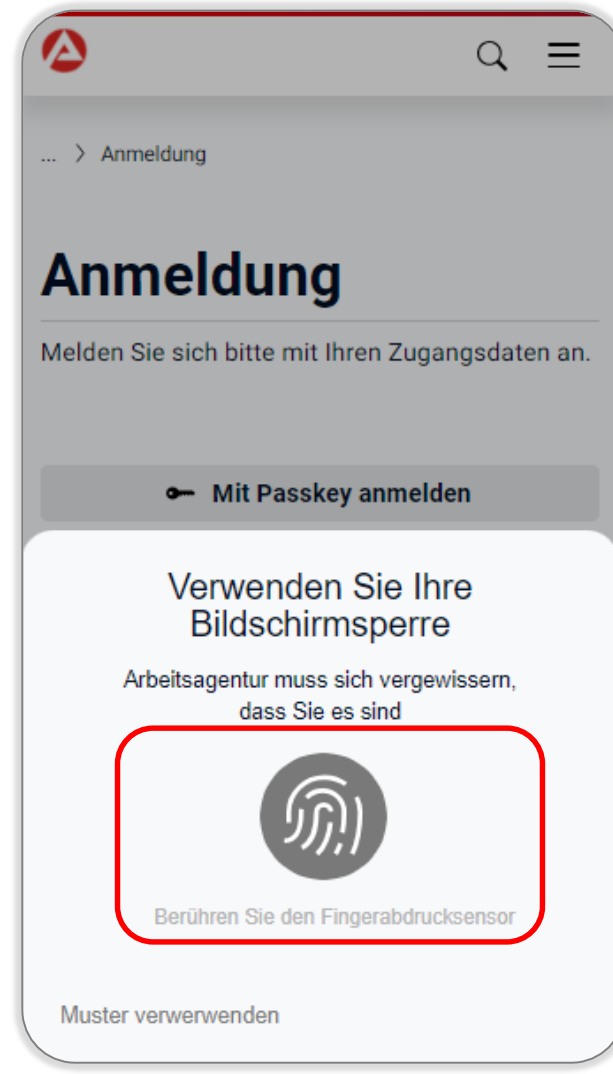 ... > Anmeldung
Anmeldung
Melden Sie sich bitte mit Ihren Zugangsdaten an.
Mit Passkey anmelden
Verwenden Sie Ihre
Bildschirmsperre
Arbeitsagentur muss sich vergewissern,
dass Sie es sind
Berühren Sie den Fingerabdrucksensor
Muster verwerwenden